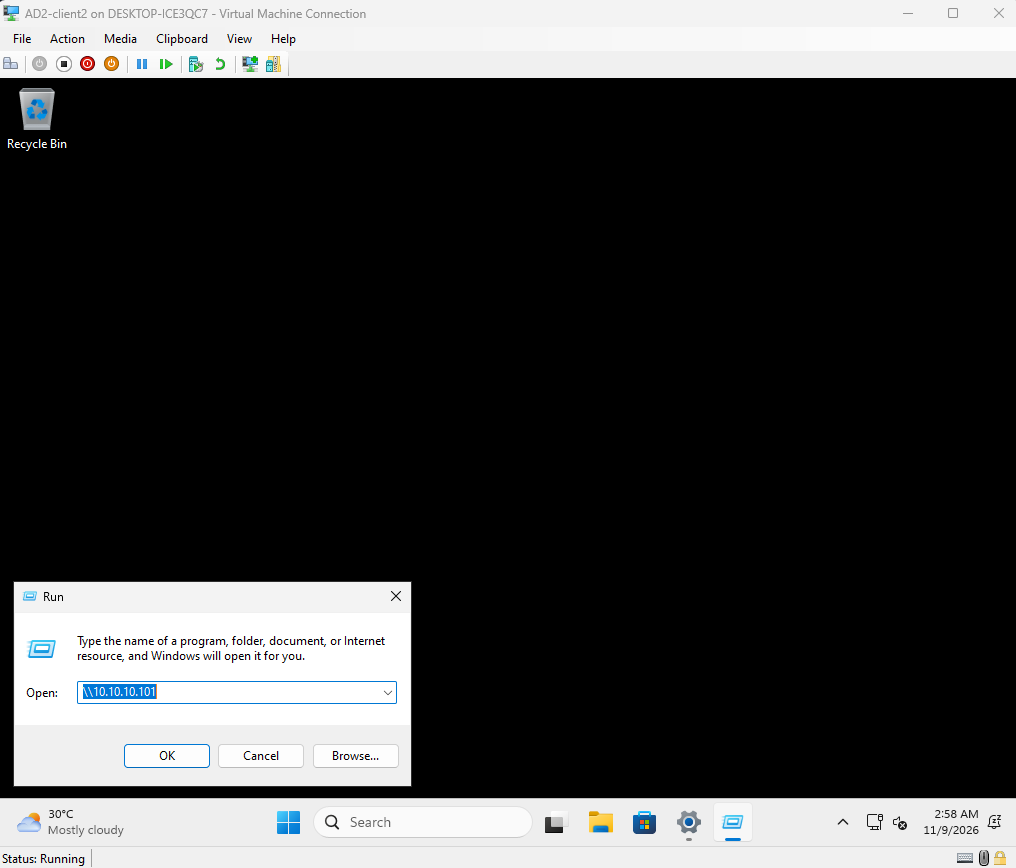 AD2-client2 on DESKTOP-ICE3QC7 - Virtual Machine Connection
File Action Media Clipboard View Help
Recycle Bin
Run
Type the name of a program, folder, document, or Internet
resource, and Windows will open it for you.
Open: \\10.10.10.101
OK Cancel Browse...
30°C
Mostly cloudy
Search
2:58 AM
11/9/2026
Status: Running